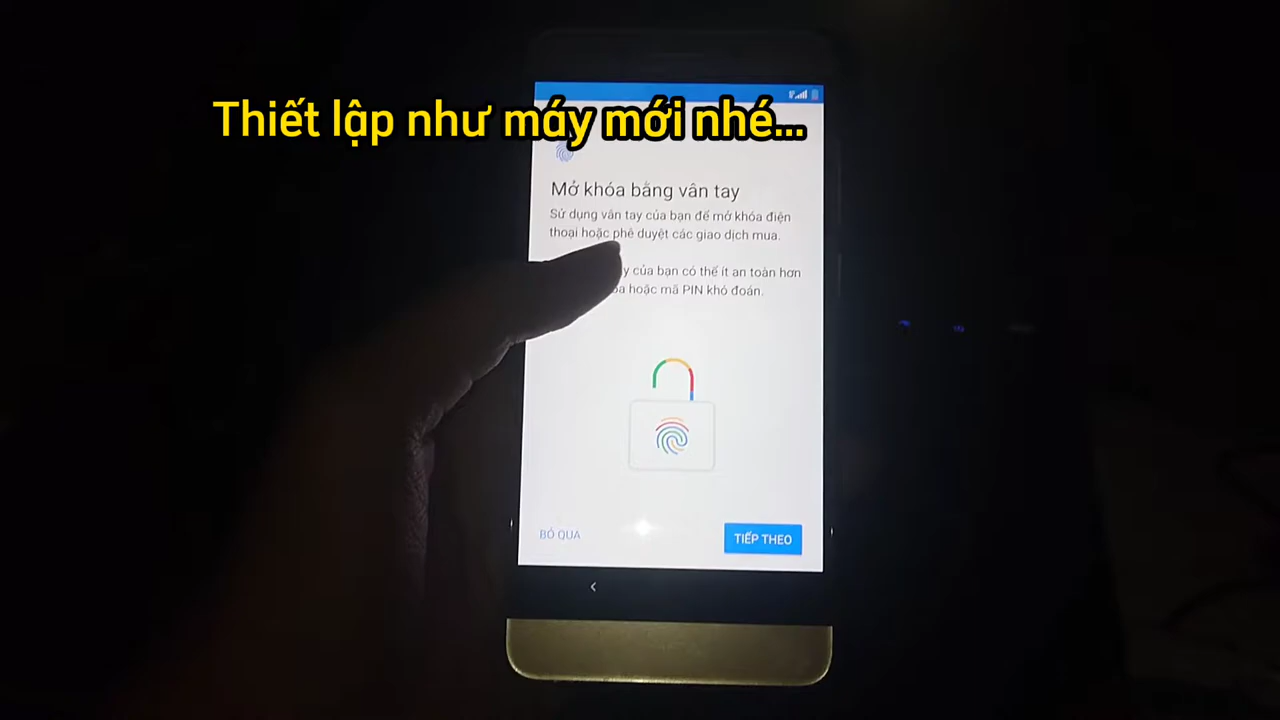 Thiết lập như máy mới nhé...
Mở khóa bằng vân tay
Sử dụng vân tay của bạn để mở khóa điện
thoại hoặc phê duyệt các giao dịch mua.
của bạn có thể ít an toàn hơn
hoặc mã PIN khó đoán.
BỎ QUA
TIẾP THEO